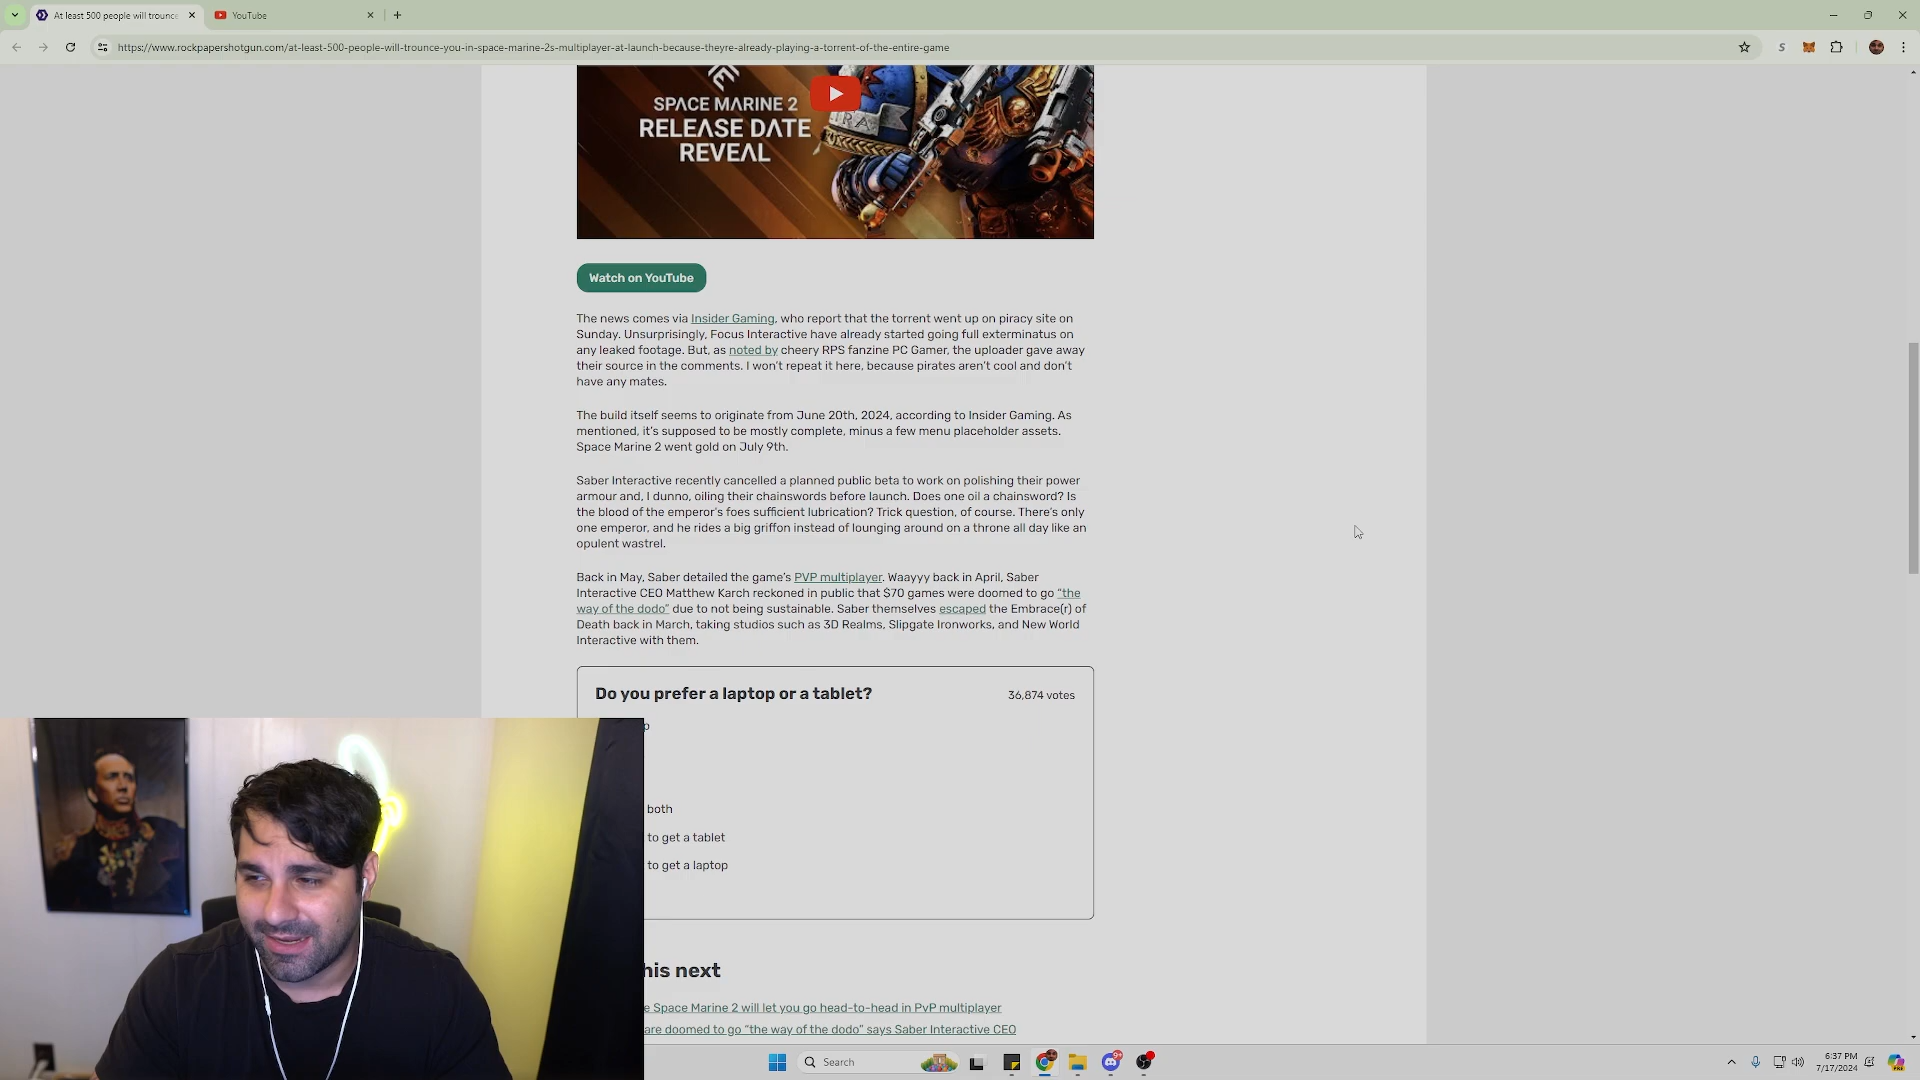 At least 500 people will trounce
YouTube
https://www.rockpapershotgun.com/at-least-500-people-will-trounce-you-in-space-marine-2s-multiplayer-at-launch-because-theyre-already-playing-a-torrent-of-the-entire-game
SPACE MARINE 2
RELEASE DATE
REVEAL
Watch on YouTube
The news comes via Insider Gaming, who report that the torrent went up on piracy site on
Sunday. Unsurprisingly, Focus Interactive have already started going full exterminatus on
any leaked footage. But, as noted by cheery RPS fanzine PC Gamer, the uploader gave away
their source in the comments. I won't repeat it here, because pirates aren't cool and don't
have any mates.
The build itself seems to originate from June 20th, 2024, according to Insider Gaming. As
mentioned, it's supposed to be mostly complete, minus a few menu placeholder assets.
Space Marine 2 went gold on July 9th.
Saber Interactive recently cancelled a planned public beta to work on polishing their power
armour and, I dunno, oiling their chainswords before launch. Does one oil a chainsword? Is
the blood of the emperor's foes sufficient lubrication? Trick question, of course. There's only
one emperor, and he rides a big griffon instead of lounging around on a throne all day like an
opulent wastrel.
Back in May, Saber detailed the game's PVP multiplayer. Waayyy back in April, Saber
Interactive CEO Matthew Karch reckoned in public that $70 games were doomed to go "the
way of the dodo" due to not being sustainable. Saber themselves escaped the Embrace(r) of
Death back in March, taking studios such as 3D Realms, Slipgate Ironworks, and New World
Interactive with them.
Do you prefer a laptop or a tablet?
36,874 votes
p
both
to get a tablet
to get a laptop
his next
e Space Marine 2 will let you go head-to-head in PvP multiplayer
are doomed to go "the way of the dodo" says Saber Interactive CEO
Search
6:37 PM
7/17/2024